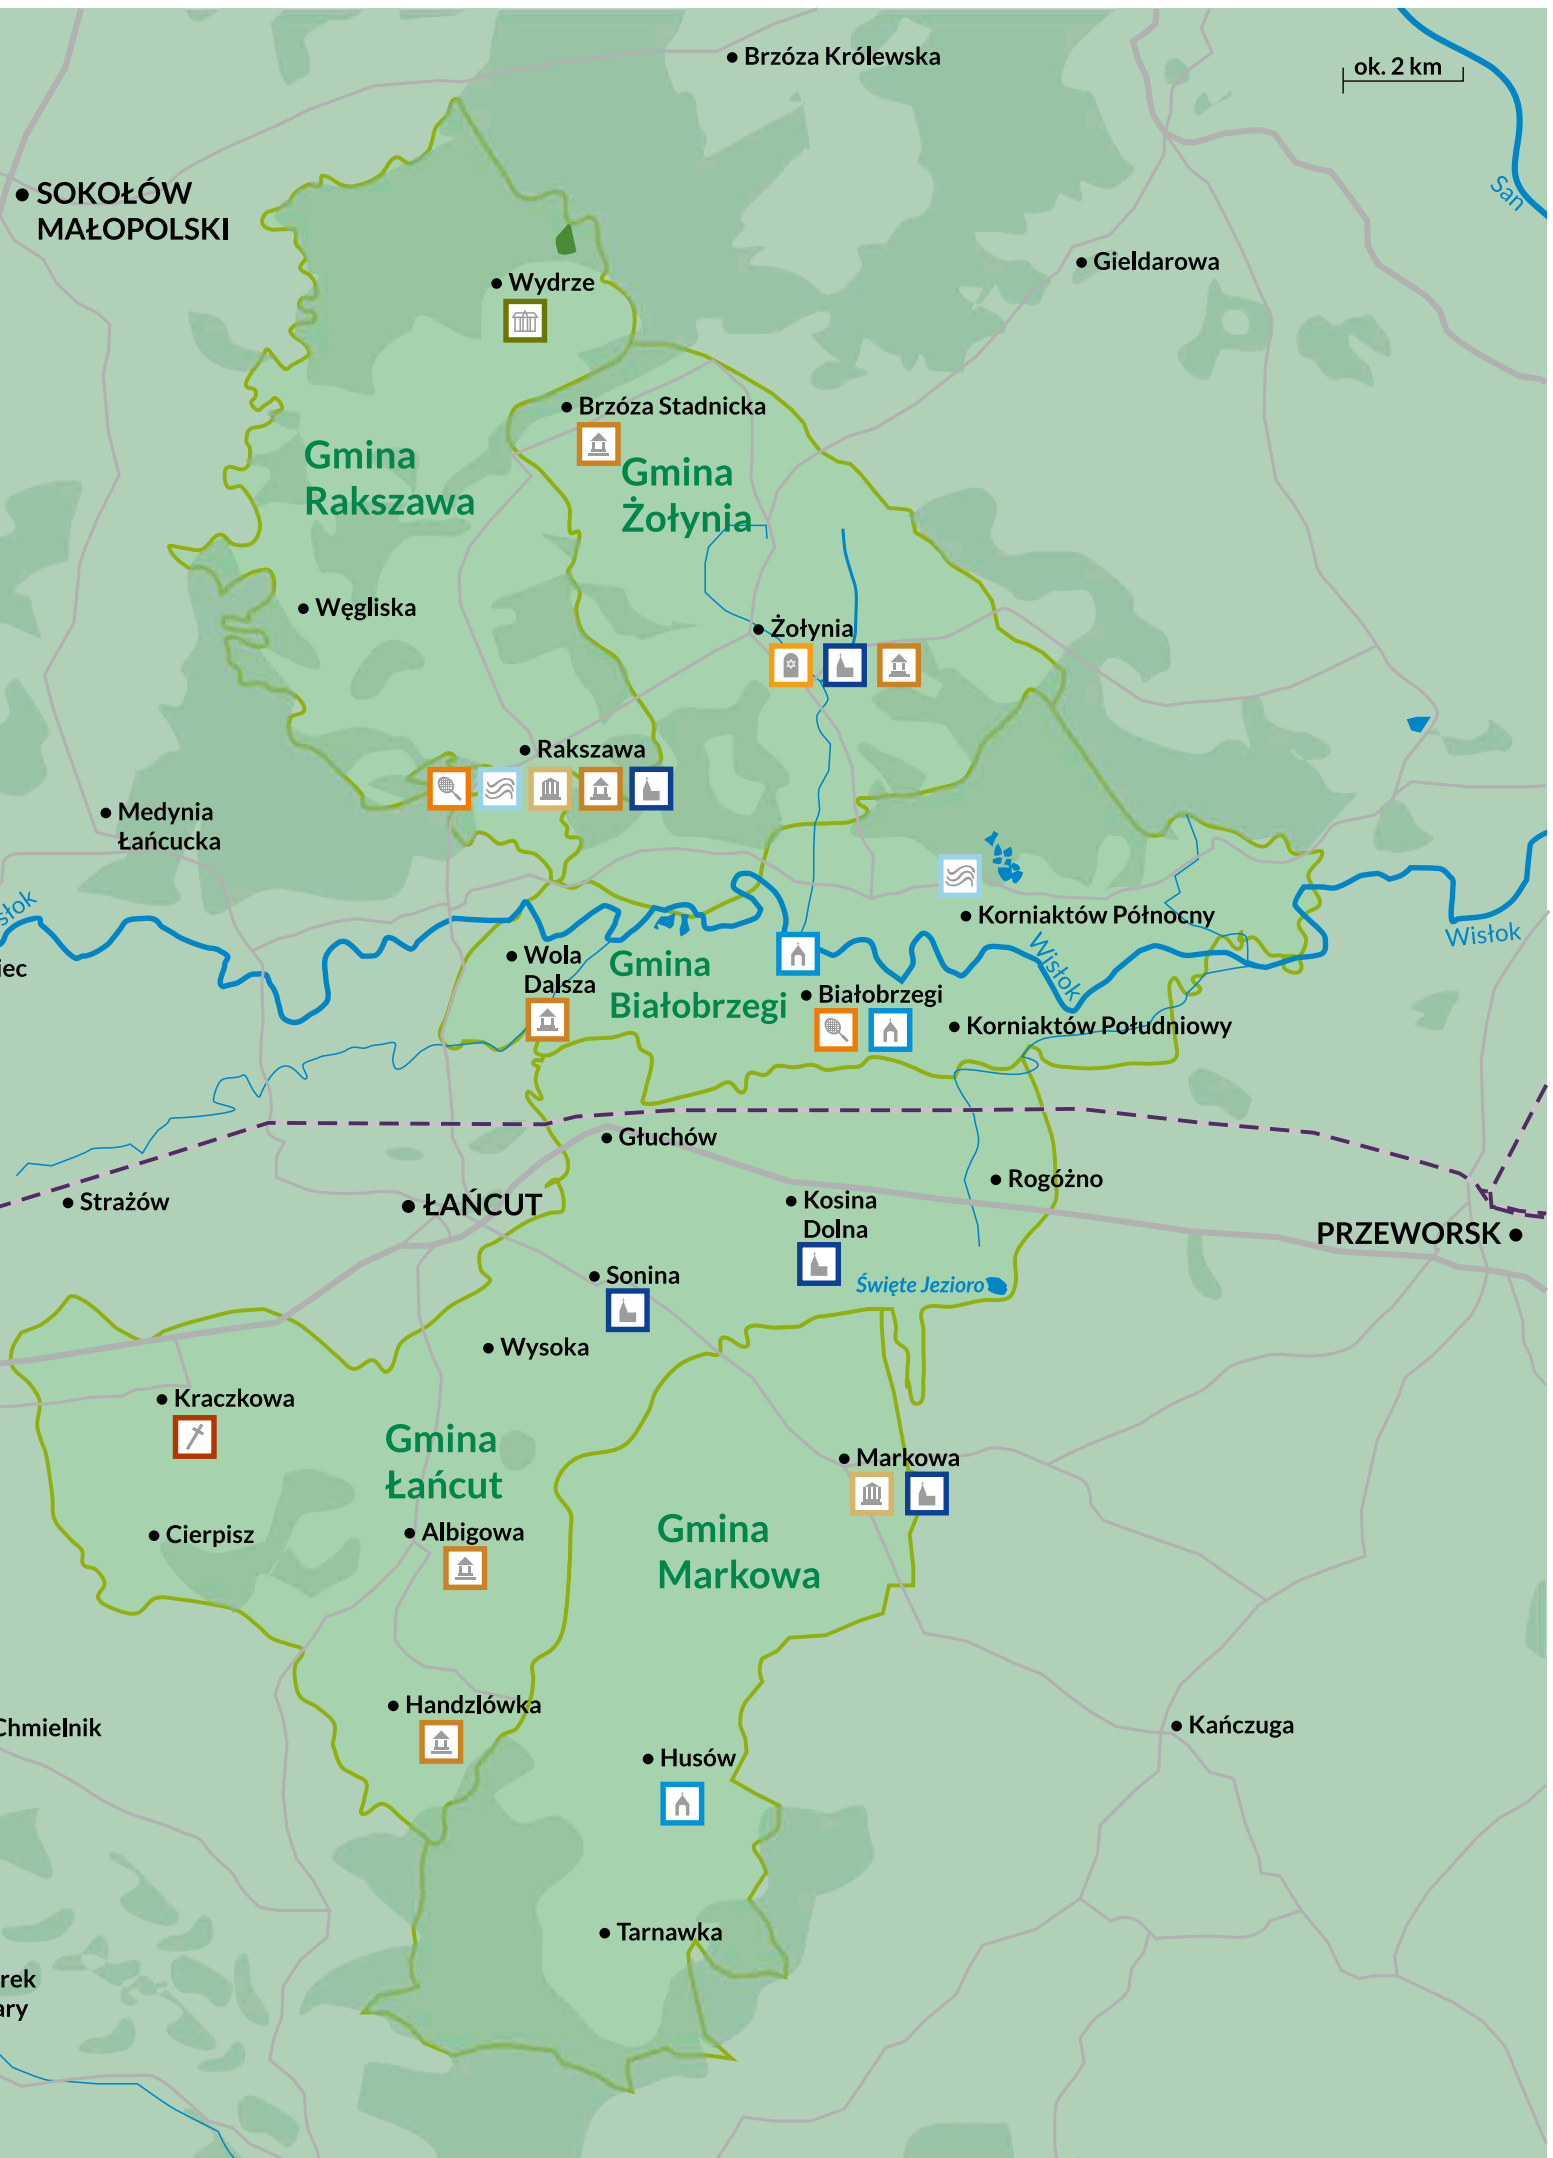 Brzóza Królewska
ok. 2 km
SOKOŁÓW
MAŁOPOLSKI
San
Gieldarowa
Wydrze
Brzóza Stadnicka
Gmina
Rakszawa
Gmina
Żołynia
Węgliska
Żołynia
Rakszawa
Medynia
Łańcucka
Korniaktów Północny
Wisłok
Wisłok
Wola
Dalsza
Gmina
Białobrzegi
Białobrzegi
Korniaktów Południowy
Głuchów
Strażów
ŁAŃCUT
Kosina
Dolna
Rogóżno
PRZEWORSK
Sonina
Święte Jezioro
Wysoka
Kraczkowa
Gmina
Łańcut
Markowa
Cierpisz
Albigowa
Gmina
Markowa
Handzlówka
Chmielnik
Kańczuga
Husów
Tarnawka
rek
ary